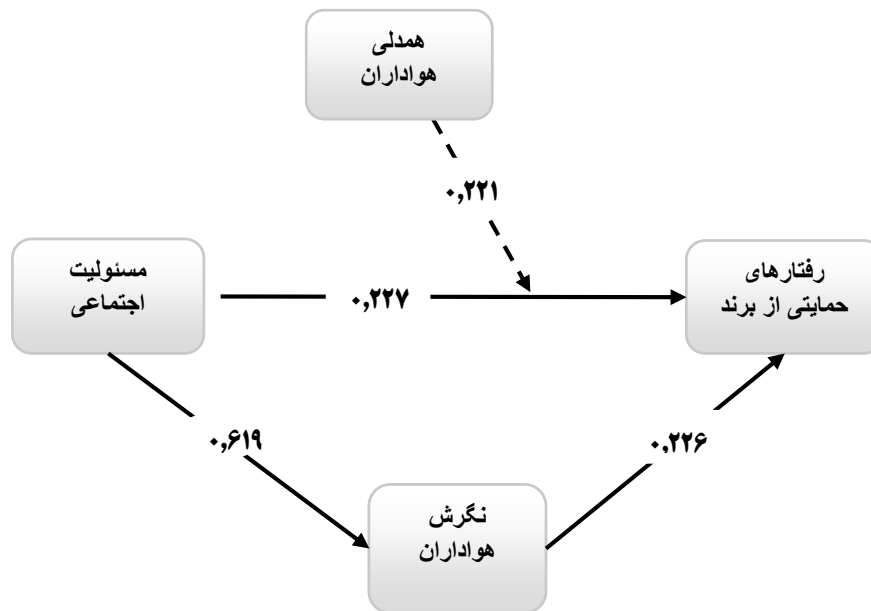 همدلی
هواداران
۰,۲۲۱
مسئولیت
اجتماعی
۰,۲۲۷
رفتارهای
حمایتی از برند
۰,۶۱۹
۰,۲۲۶
نگرش
هواداران